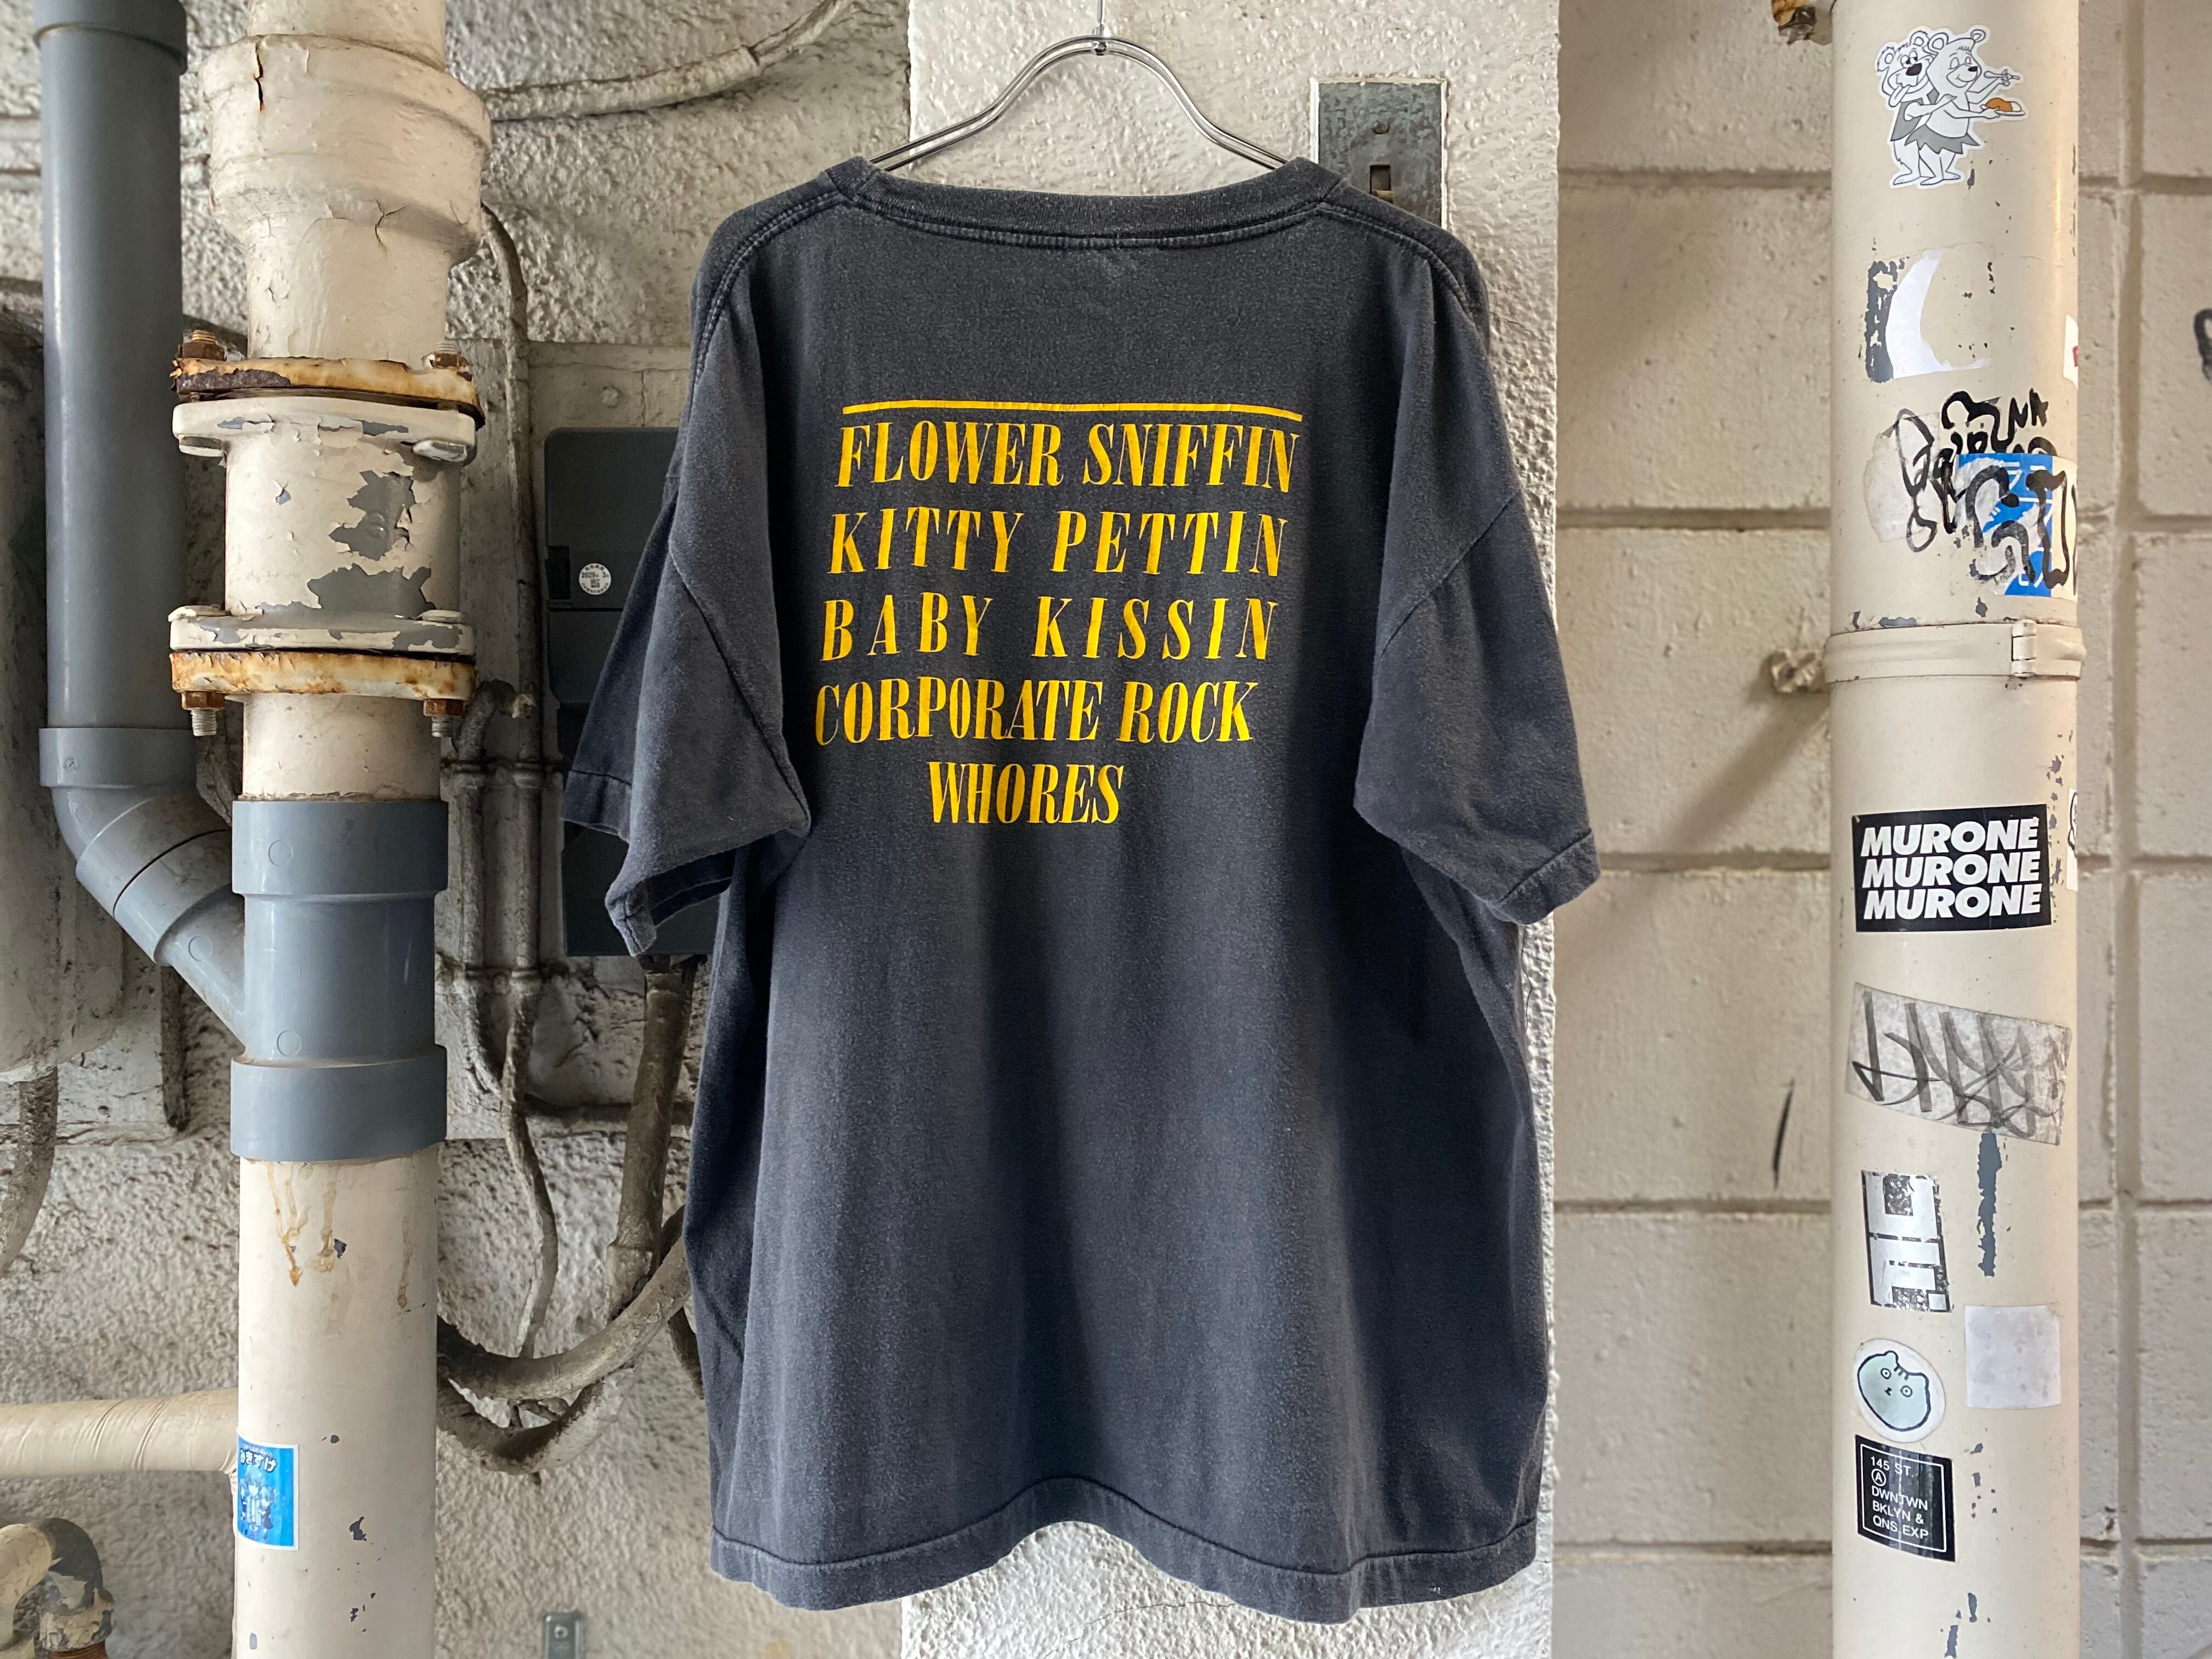 FLOWER SNIFFIN
KITTY PETTIN
BABY KISSIN
CORPORATE ROCK
WHORES
MURONE
MURONE
MURONE
145 ST
A
DWNTWN
BKLYN &
QNS EXP